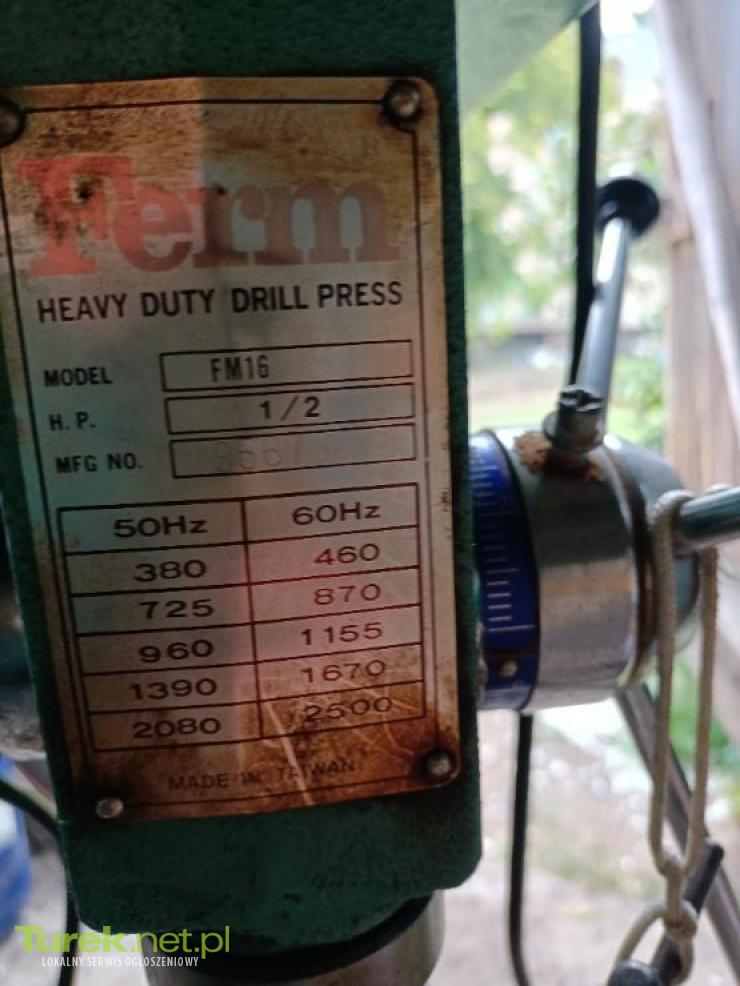 Ferm
HEAVY DUTY DRILL PRESS
MODEL FM16
H. P. 1/2
MFG NO.
50Hz 60Hz
380 460
725 870
960 1155
1390 1670
2080 2500
MADE IN TAIWAN
Turek.net.pl
LOKALNY SERWIS OGŁOSZENIOWY